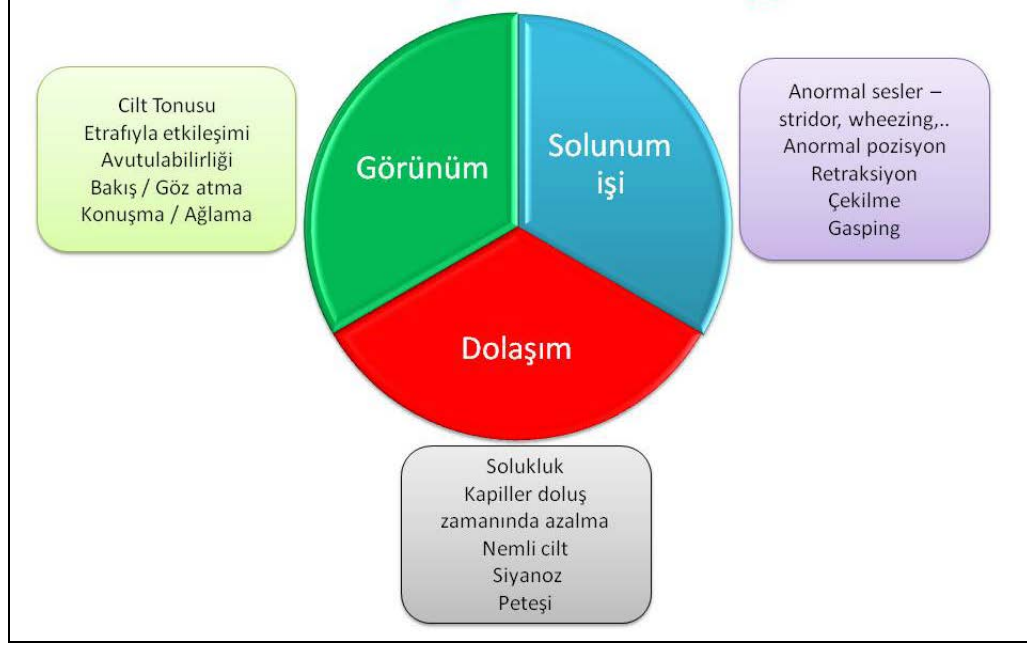 Cilt Tonusu
Etrafıyla etkileşimi
Avutulabilirliği
Bakış / Göz atma
Konuşma / Ağlama
Görünüm
Solunum
işi
Anormal sesler –
stridor, wheezing,..
Anormal pozisyon
Retraksiyon
Çekilme
Gasping
Dolaşım
Solukluk
Kapiller doluş
zamanında azalma
Nemli cilt
Siyanoz
Peteşi